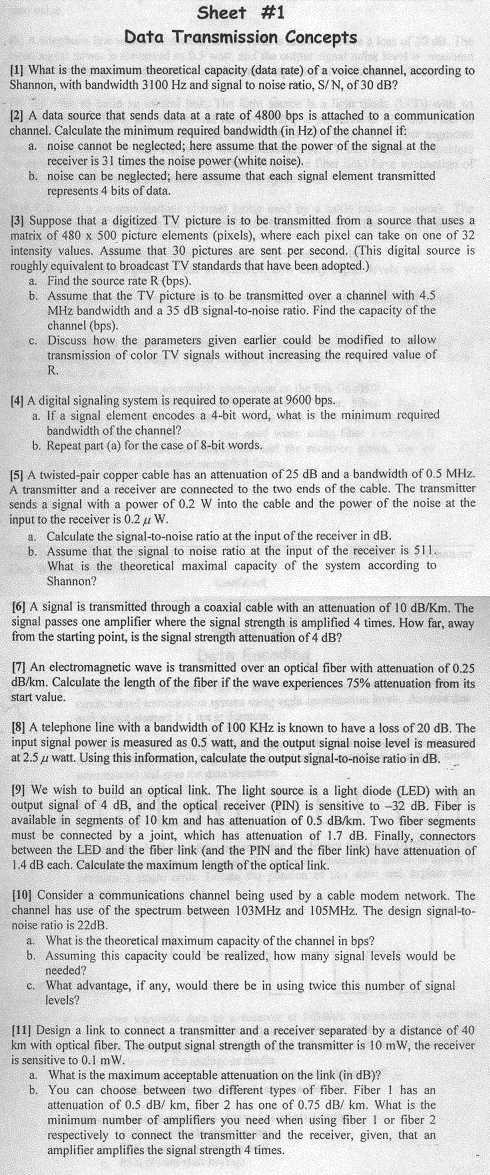 Sheet #1
Data Transmission Concepts
[1] What is the maximum theoretical capacity (data rate) of a voice channel, according to
Shannon, with bandwidth 3100 Hz and signal to noise ratio, S/N, of 30 dB?
[2] A data source that sends data at a rate of 4800 bps is attached to a communication
channel. Calculate the minimum required bandwidth (in Hz) of the channel if:
a. noise cannot be neglected; here assume that the power of the signal at the
receiver is 31 times the noise power (white noise).
b. noise can be neglected; here assume that each signal element transmitted
represents 4 bits of data.
[3] Suppose that a digitized TV picture is to be transmitted from a source that uses a
matrix of 480 x 500 picture elements (pixels), where each pixel can take on one of 32
intensity values. Assume that 30 pictures are sent per second. (This digital source is
roughly equivalent to broadcast TV standards that have been adopted.)
a. Find the source rate R (bps).
b. Assume that the TV picture is to be transmitted over a channel with 4.5
MHz bandwidth and a 35 dB signal-to-noise ratio. Find the capacity of the
channel (bps).
c. Discuss how the parameters given earlier could be modified to allow
transmission of color TV signals without increasing the required value of
R.
[4] A digital signaling system is required to operate at 9600 bps.
a. If a signal element encodes a 4-bit word, what is the minimum required
bandwidth of the channel?
b. Repeat part (a) for the case of 8-bit words.
[5] A twisted-pair copper cable has an attenuation of 25 dB and a bandwidth of 0.5 MHz.
A transmitter and a receiver are connected to the two ends of the cable. The transmitter
sends a signal with a power of 0.2 W into the cable and the power of the noise at the
input to the receiver is 0.2 μ W.
a. Calculate the signal-to-noise ratio at the input of the receiver in dB.
b. Assume that the signal to noise ratio at the input of the receiver is 511.
What is the theoretical maximal capacity of the system according to
Shannon?
[6] A signal is transmitted through a coaxial cable with an attenuation of 10 dB/Km. The
signal passes one amplifier where the signal strength is amplified 4 times. How far, away
from the starting point, is the signal strength attenuation of 4 dB?
[7] An electromagnetic wave is transmitted over an optical fiber with attenuation of 0.25
dB/km. Calculate the length of the fiber if the wave experiences 75% attenuation from its
start value.
[8] A telephone line with a bandwidth of 100 KHz is known to have a loss of 20 dB. The
input signal power is measured as 0.5 watt, and the output signal noise level is measured
at 2.5 μ watt. Using this information, calculate the output signal-to-noise ratio in dB.
[9] We wish to build an optical link. The light source is a light diode (LED) with an
output signal of 4 dB, and the optical receiver (PIN) is sensitive to –32 dB. Fiber is
available in segments of 10 km and has attenuation of 0.5 dB/km. Two fiber segments
must be connected by a joint, which has attenuation of 1.7 dB. Finally, connectors
between the LED and the fiber link (and the PIN and the fiber link) have attenuation of
1.4 dB each. Calculate the maximum length of the optical link.
[10] Consider a communications channel being used by a cable modem network. The
channel has use of the spectrum between 103MHz and 105MHz. The design signal-to-
noise ratio is 22dB.
a. What is the theoretical maximum capacity of the channel in bps?
b. Assuming this capacity could be realized, how many signal levels would be
needed?
c. What advantage, if any, would there be in using twice this number of signal
levels?
[11] Design a link to connect a transmitter and a receiver separated by a distance of 40
km with optical fiber. The output signal strength of the transmitter is 10 mW, the receiver
is sensitive to 0.1 mW.
a. What is the maximum acceptable attenuation on the link (in dB)?
b. You can choose between two different types of fiber. Fiber 1 has an
attenuation of 0.5 dB/ km, fiber 2 has one of 0.75 dB/ km. What is the
minimum number of amplifiers you need when using fiber 1 or fiber 2
respectively to connect the transmitter and the receiver, given, that an
amplifier amplifies the signal strength 4 times.